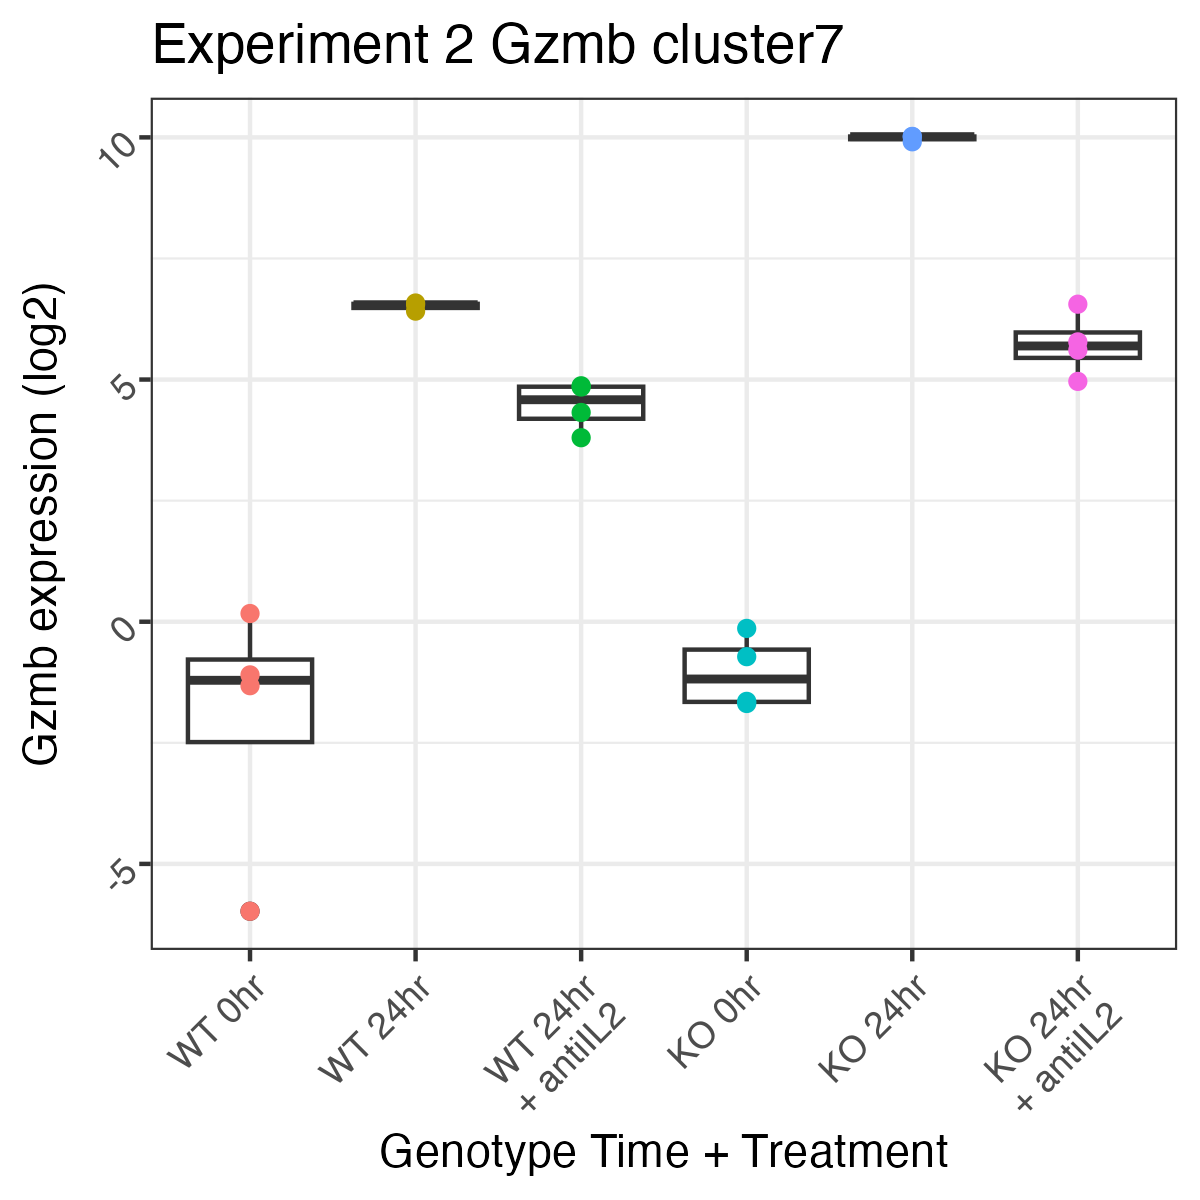 Experiment 2 Gzmb cluster7
Gzmb expression (log2)
10
5
0
-5
WT 0hr
WT 24hr
WT 24hr
+ antiIL2
KO 0hr
KO 24hr
KO 24hr
+ antiIL2
Genotype Time + Treatment